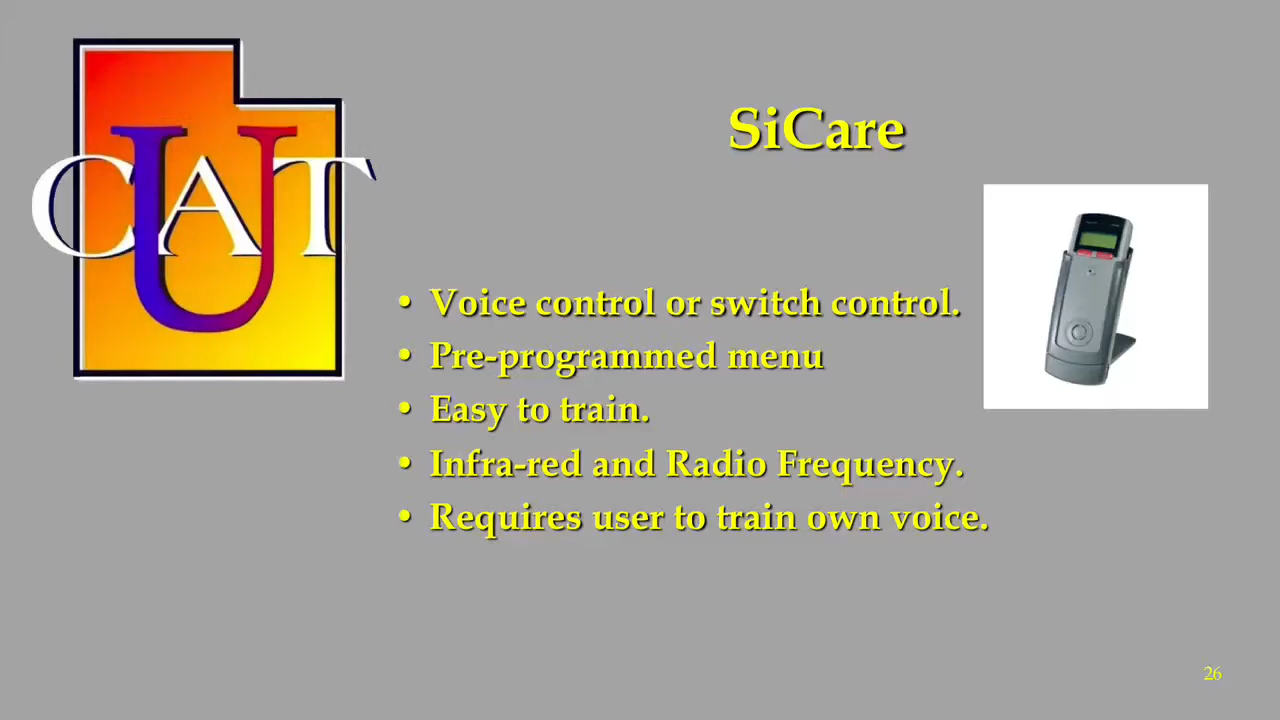 UCAT
SiCare
• Voice control or switch control.
• Pre-programmed menu
• Easy to train.
• Infra-red and Radio Frequency.
• Requires user to train own voice.
26